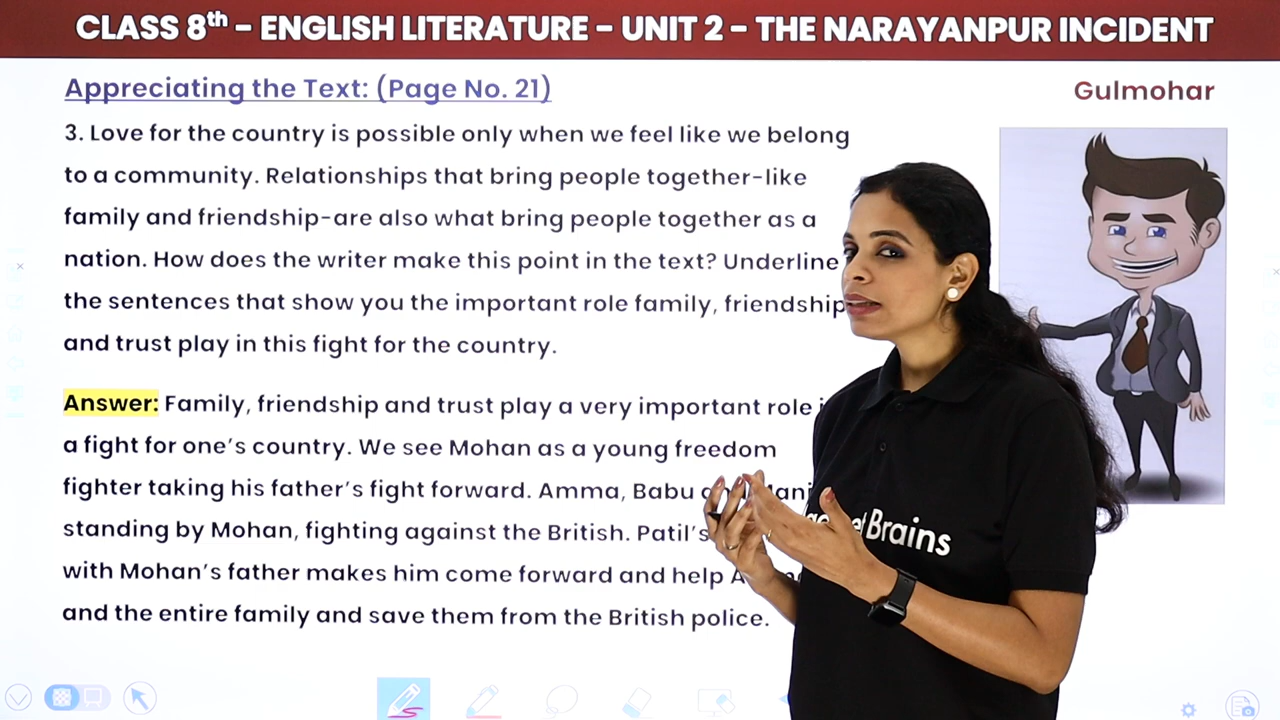 CLASS 8th – ENGLISH LITERATURE – UNIT 2 – THE NARAYANPUR INCIDENT
Appreciating the Text: (Page No. 21)
Gulmohar
3. Love for the country is possible only when we feel like we belong
to a community. Relationships that bring people together-like
family and friendship-are also what bring people together as a
nation. How does the writer make this point in the text? Underline
the sentences that show you the important role family, friendship
and trust play in this fight for the country.
Answer: Family, friendship and trust play a very important role
a fight for one's country. We see Mohan as a young freedom
fighter taking his father's fight forward. Amma, Babu
standing by Mohan, fighting against the British. Patil's
with Mohan's father makes him come forward and help
and the entire family and save them from the British police.
Brains